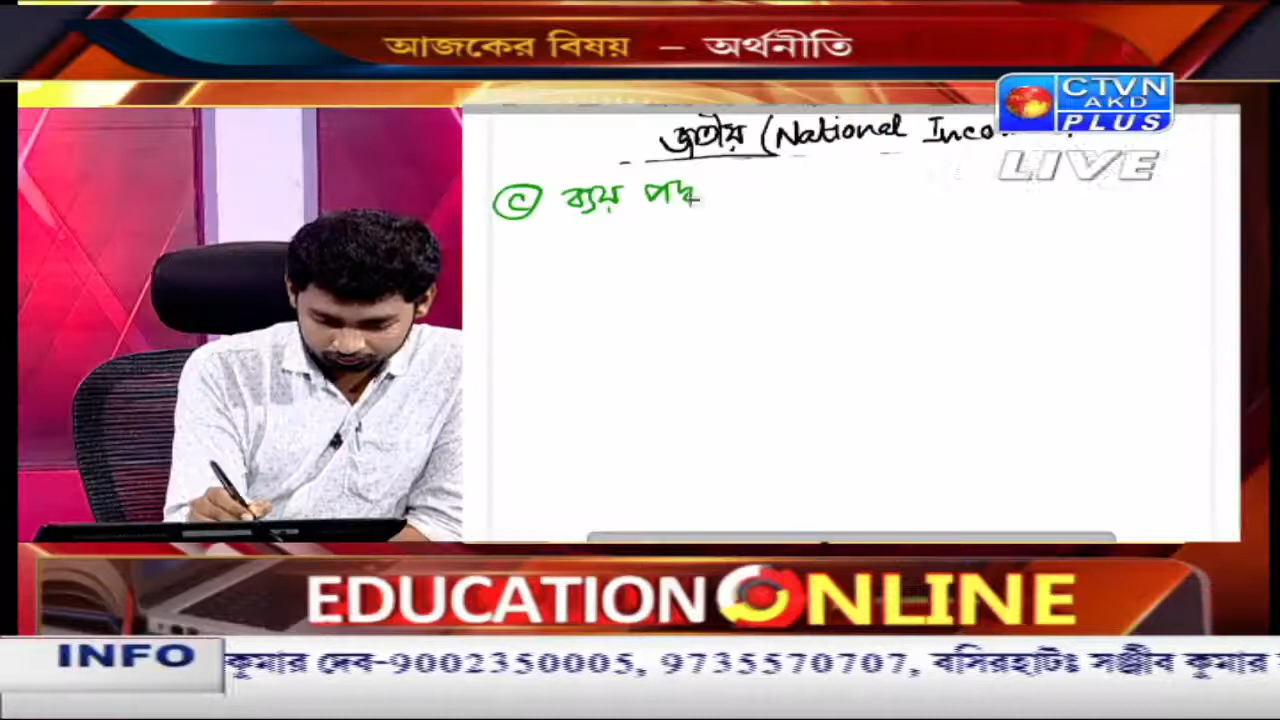 আজকের বিষয় – অর্থনীতি
CTVN
AKD
PLUS
LIVE
জাতীয় (National Inco
ⓒ ব্যয় পদ্ধ
EDUCATION ONLINE
INFO
কুমার দেব-9002350005, 9735570707, বসিরহাটঃ সঞ্জীব কুমার